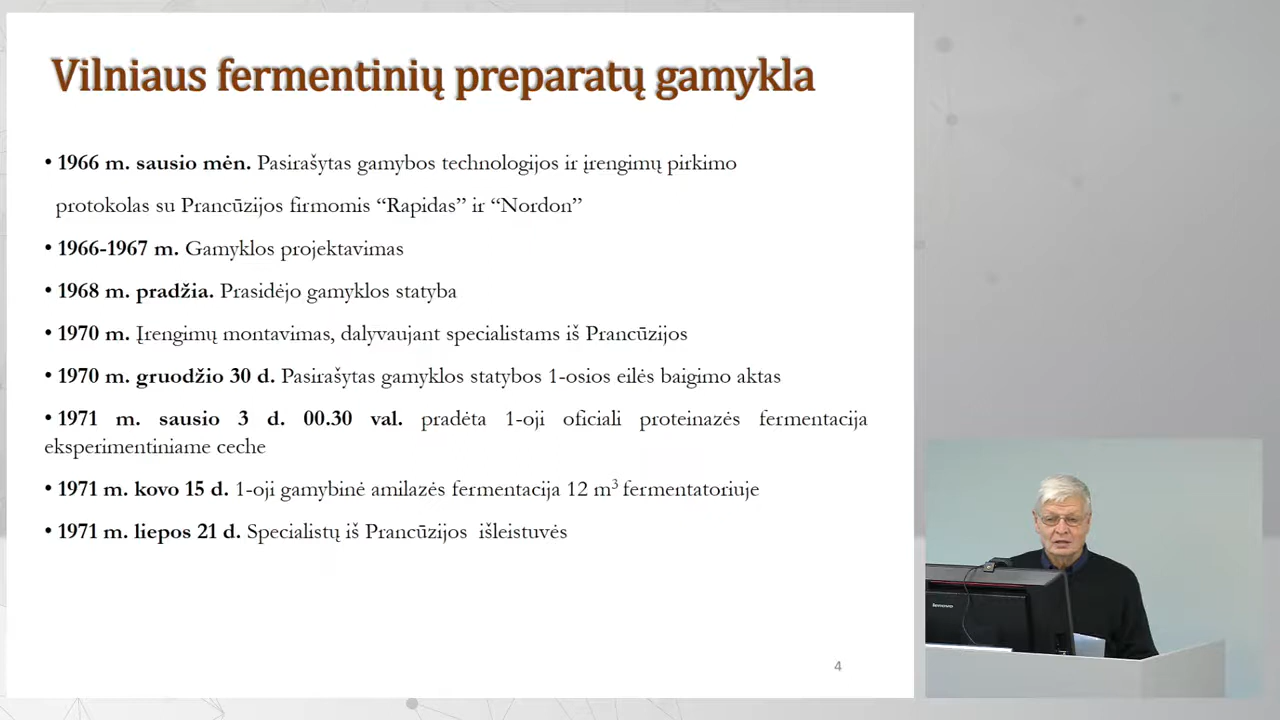 Vilniaus fermentinių preparatų gamykla
• 1966 m. sausio mėn. Pasirašytas gamybos technologijos ir įrengimų pirkimo
protokolas su Prancūzijos firmomis “Rapidas” ir “Nordon”
• 1966-1967 m. Gamyklos projektavimas
• 1968 m. pradžia. Prasidėjo gamyklos statyba
• 1970 m. Įrengimų montavimas, dalyvaujant specialistams iš Prancūzijos
• 1970 m. gruodžio 30 d. Pasirašytas gamyklos statybos 1-osios eilės baigimo aktas
• 1971 m. sausio 3 d. 00.30 val. pradėta 1-oji oficiali proteinazės fermentacija
eksperimentiniame ceche
• 1971 m. kovo 15 d. 1-oji gamybinė amilazės fermentacija 12 m³ fermentatoriuje
• 1971 m. liepos 21 d. Specialistų iš Prancūzijos išleistuvės
4
lenovo